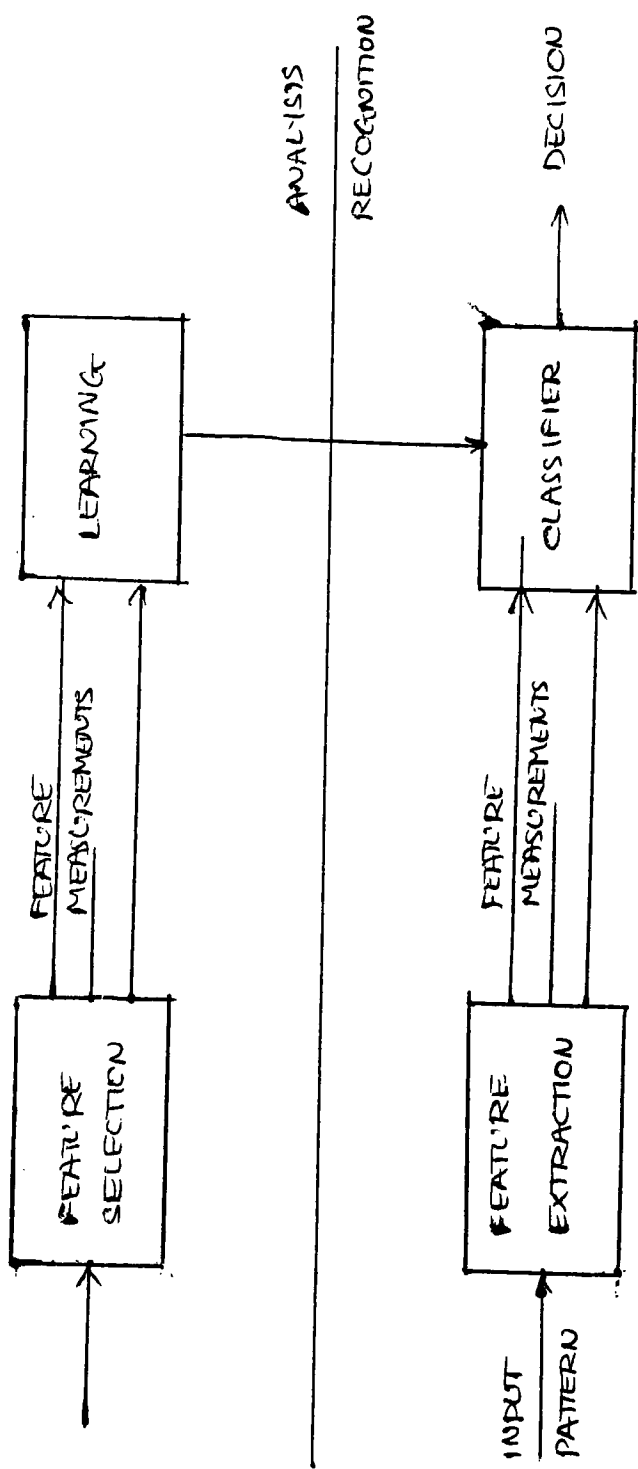 FEATURE
SELECTION
FEATURE
MEASUREMENTS
LEARNING
ANALYSIS
RECOGNITION
INPUT
PATTERN
FEATURE
EXTRACTION
FEATURE
MEASUREMENTS
CLASSIFIER
DECISION